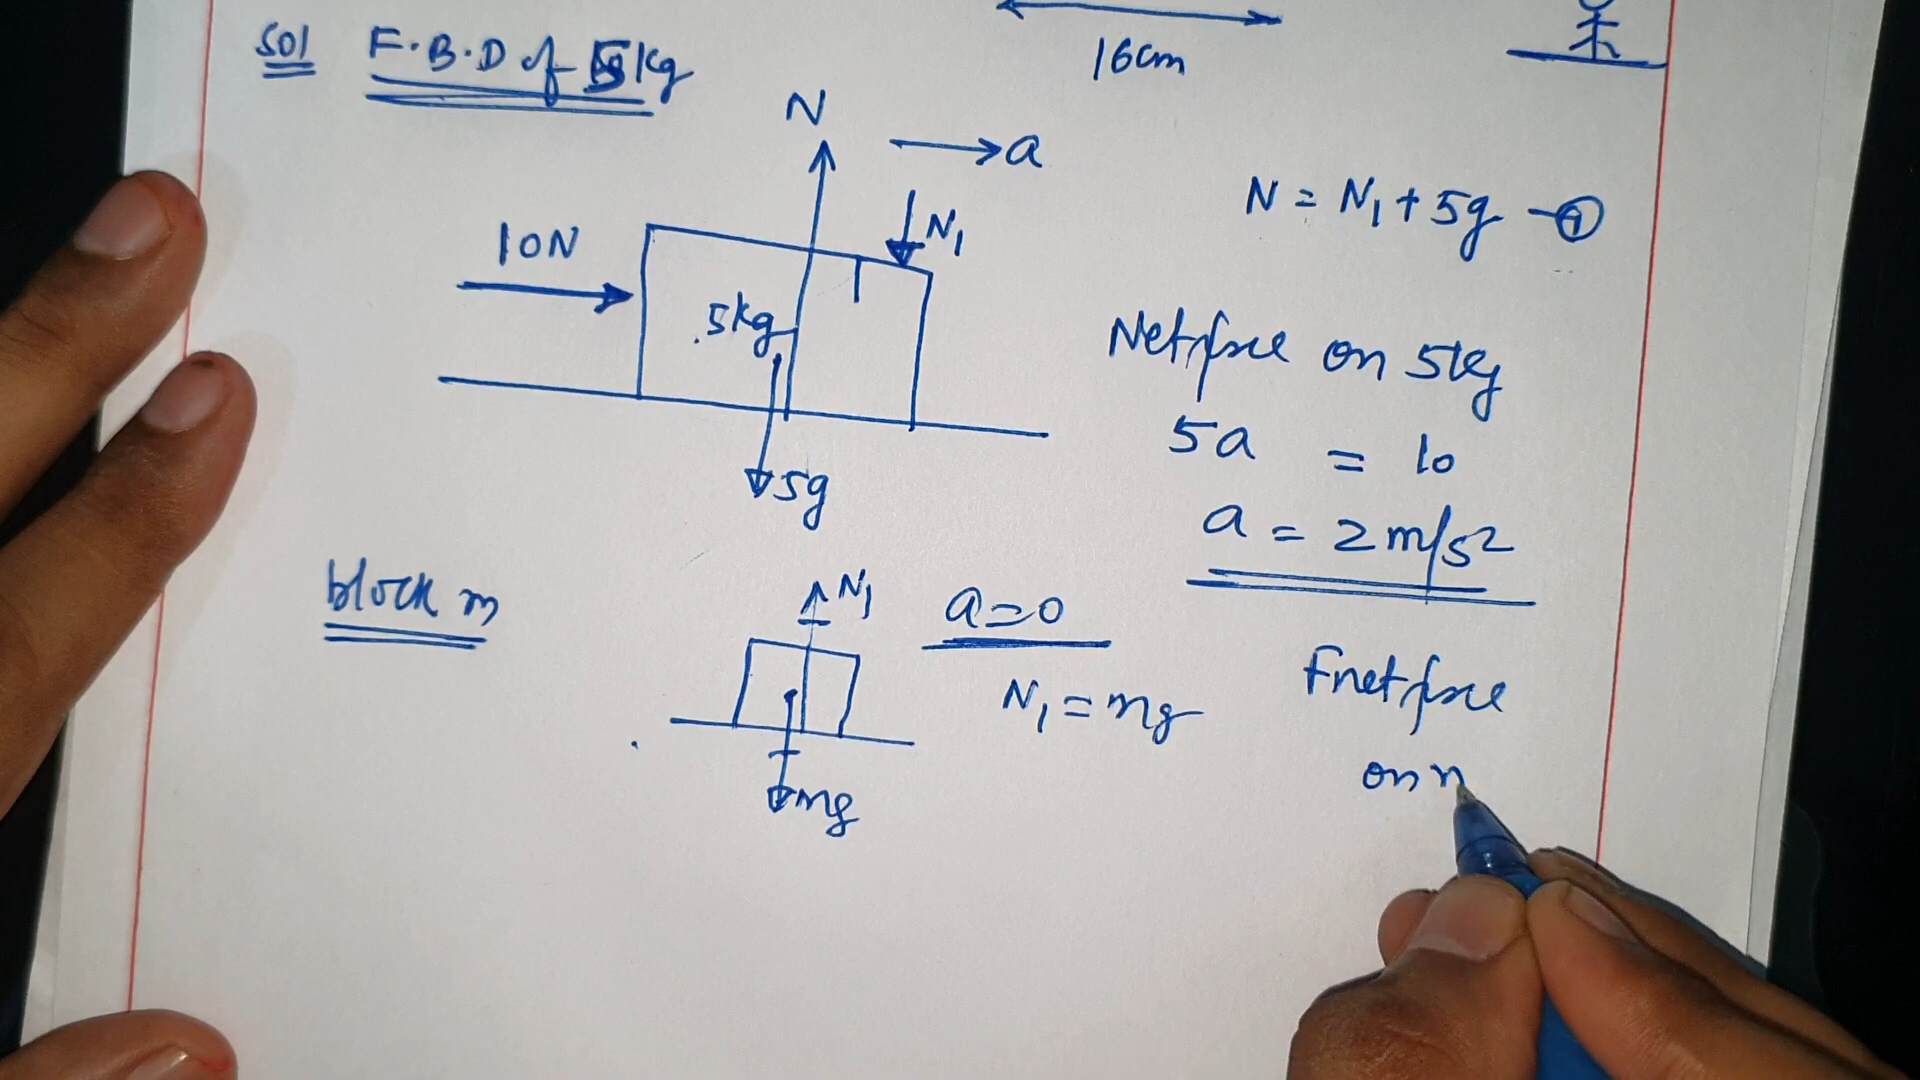 16cm
Sol F.B.D of 5kg
N
→a
N₁
10N
5kg
5g
N = N₁ + 5g -①
Net force on 5kg
5a = 10
a = 2m/s²
block m
N₁
a=0
N₁ = mg
mg
Fnet force
on